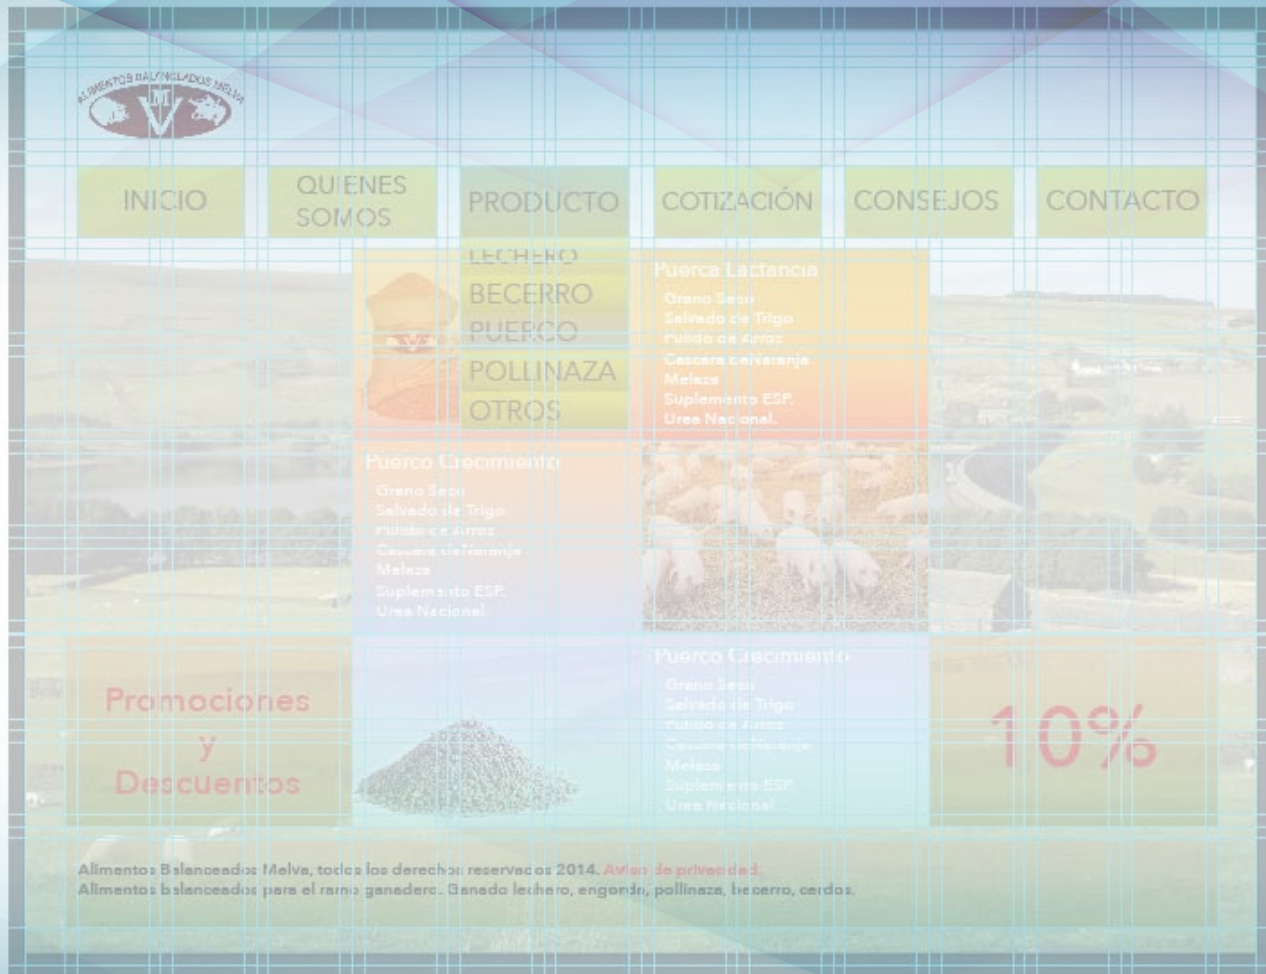 ALIMENTOS BALANCLADOS MELVA
M
V
INICIO
QUIENES
SOMOS
PRODUCTO
COTIZACIÓN
CONSEJOS
CONTACTO
LECHERO
BECERRO
PUERCO
POLLINAZA
OTROS
Puerca Lactancia
Grano Seco
Salvado de Trigo
Pulido de Arroz
Cascara de Naranja
Melaza
Suplemento ESP.
Urea Nacional.
Puerco Crecimiento
Grano Seco
Salvado de Trigo
Pulido de Arroz
Cascara de Naranja
Melaza
Suplemento ESP.
Urea Nacional.
Puerco Crecimiento
Grano Seco
Salvado de Trigo
Pulido de Arroz
Cascara de Naranja
Melaza
Suplemento ESP.
Urea Nacional.
Promociones
y
Descuentos
10%
Alimentos Balanceados Melva, todos los derechos reservados 2014. Aviso de privacidad.
Alimentos balanceados para el ramo ganadero. Ganado lechero, engorda, pollinaza, becerro, cerdos.